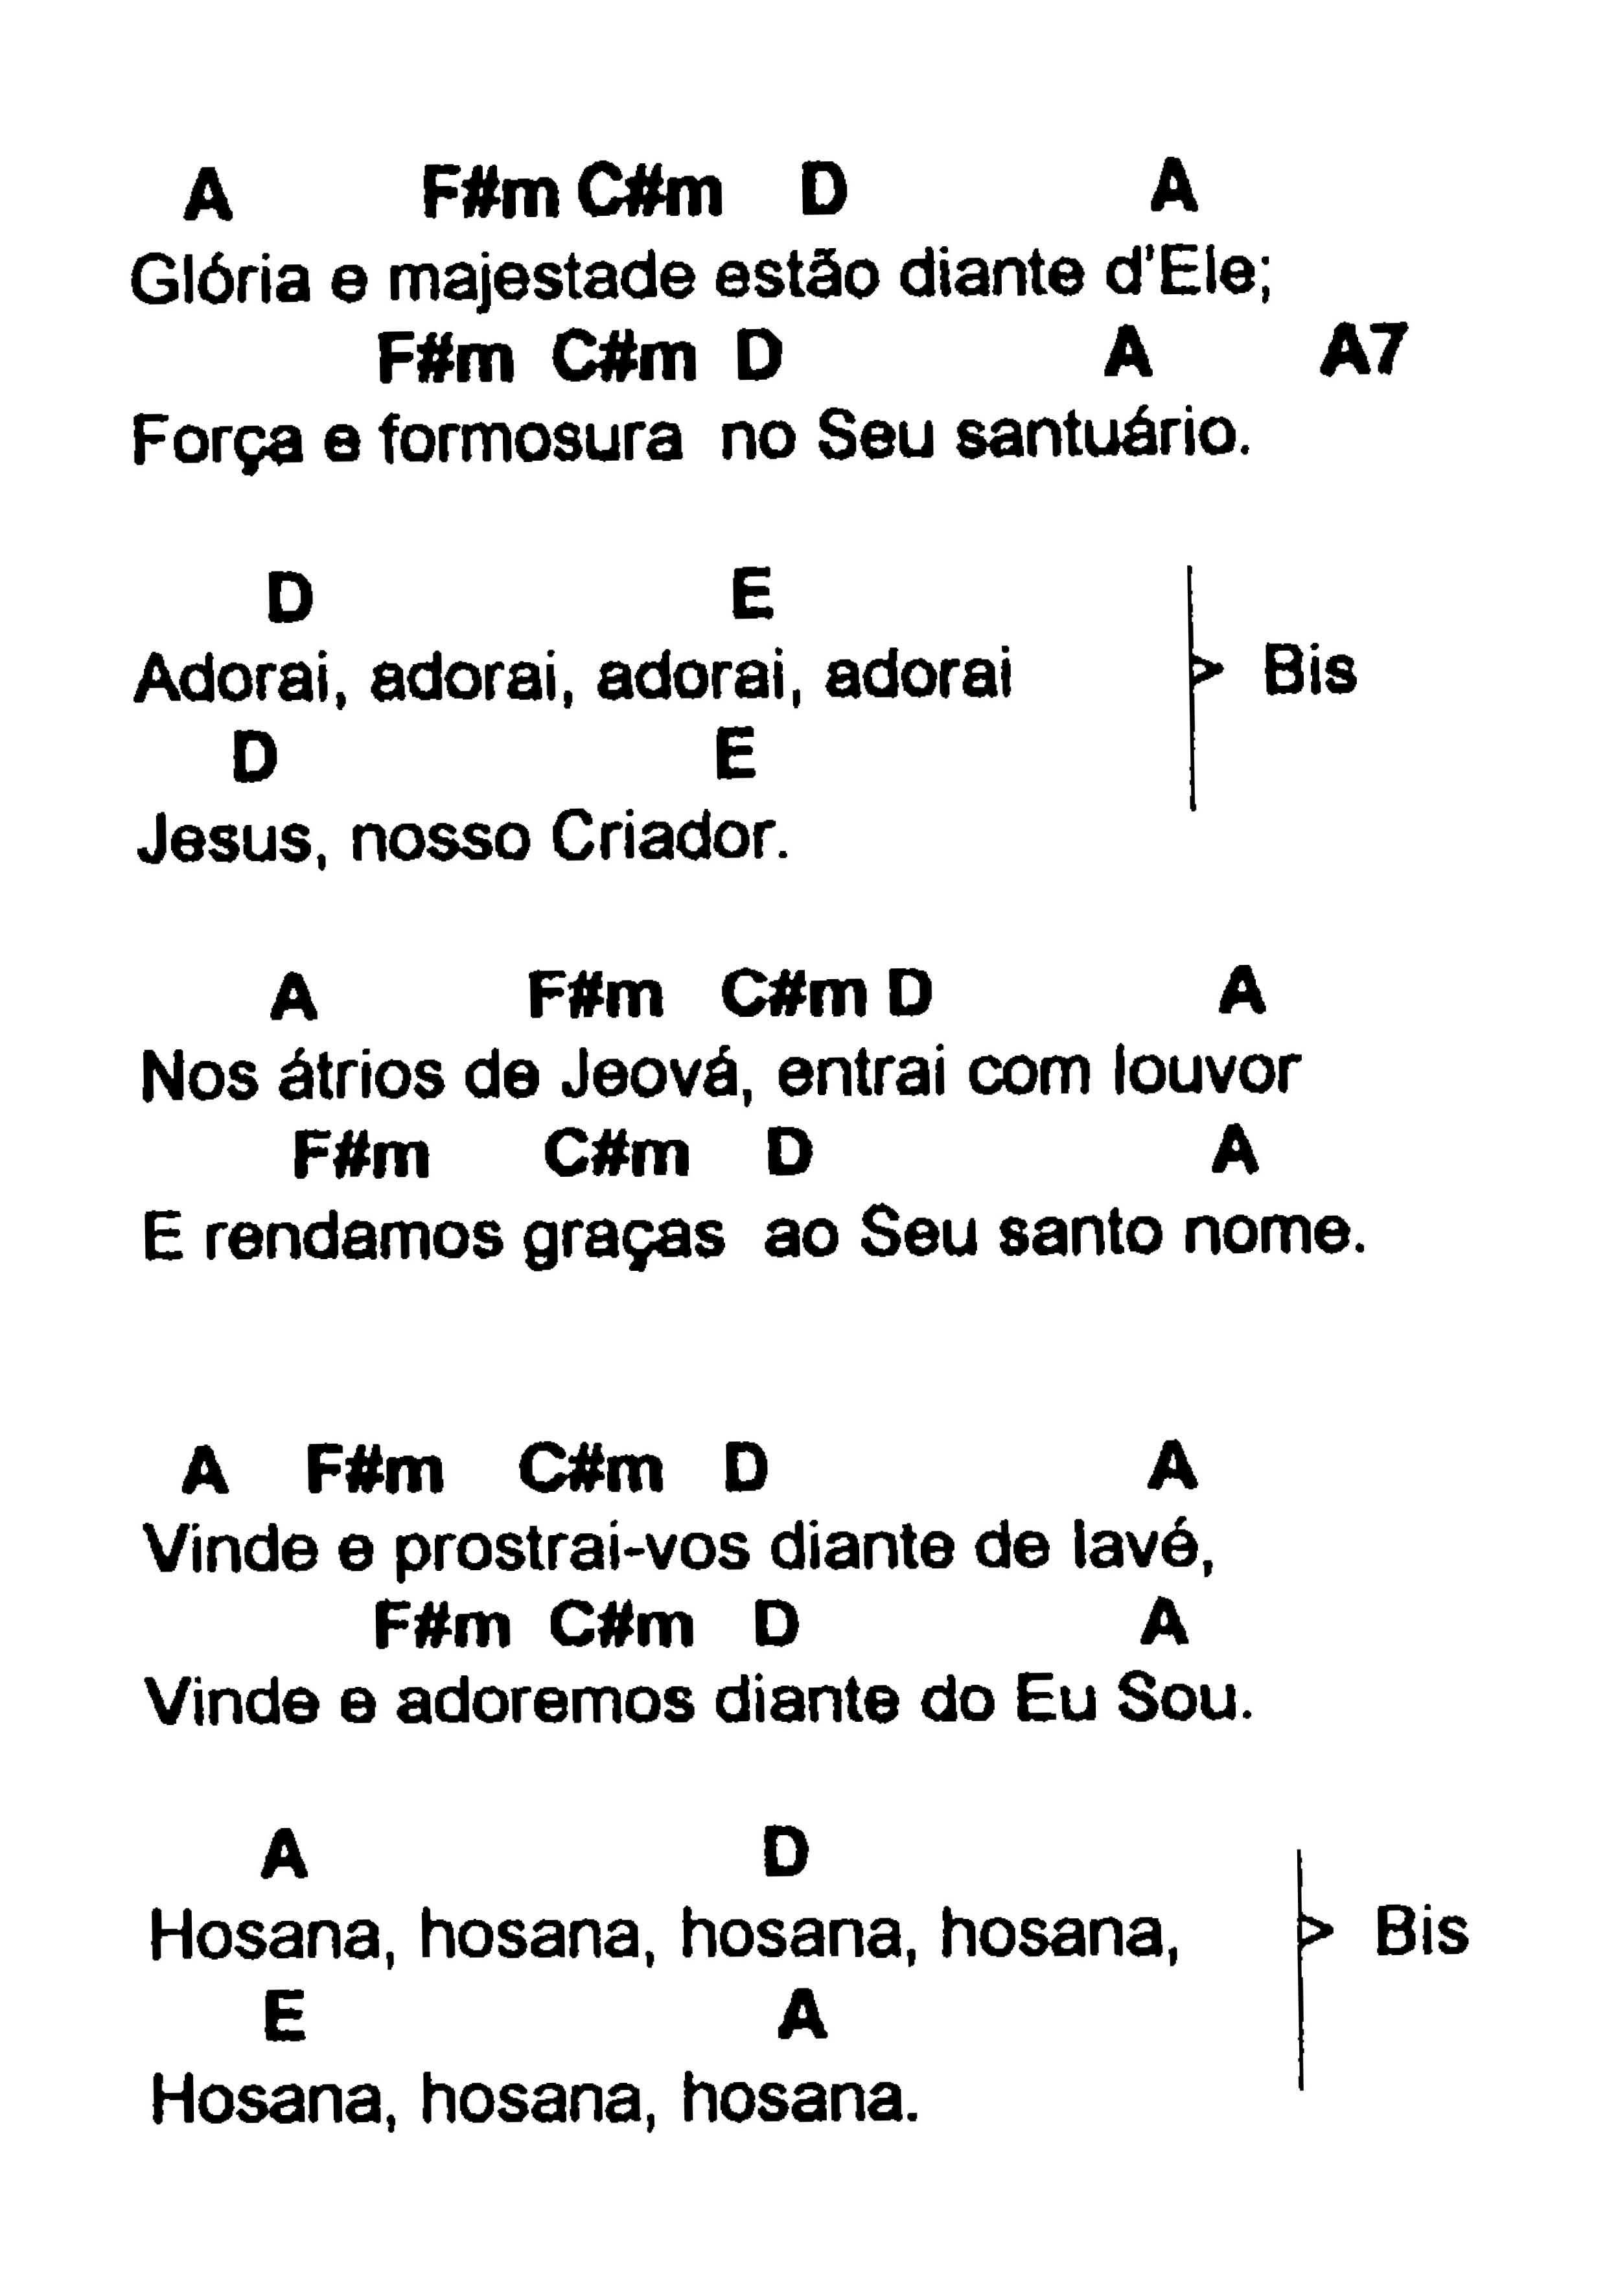 A F#m C#m D A
Glória e majestade estão diante d'Ele;
F#m C#m D A A7
Força e formosura no Seu santuário.
D E
Adorai, adorai, adorai, adorai
> Bis
D E
Jesus, nosso Criador.
A F#m C#m D A
Nos átrios de Jeová, entrai com louvor
F#m C#m D A
E rendamos graças ao Seu santo nome.
A F#m C#m D A
Vinde e prostrai-vos diante de Iavé,
F#m C#m D A
Vinde e adoremos diante do Eu Sou.
A D
Hosana, hosana, hosana, hosana,
> Bis
E A
Hosana, hosana, hosana.